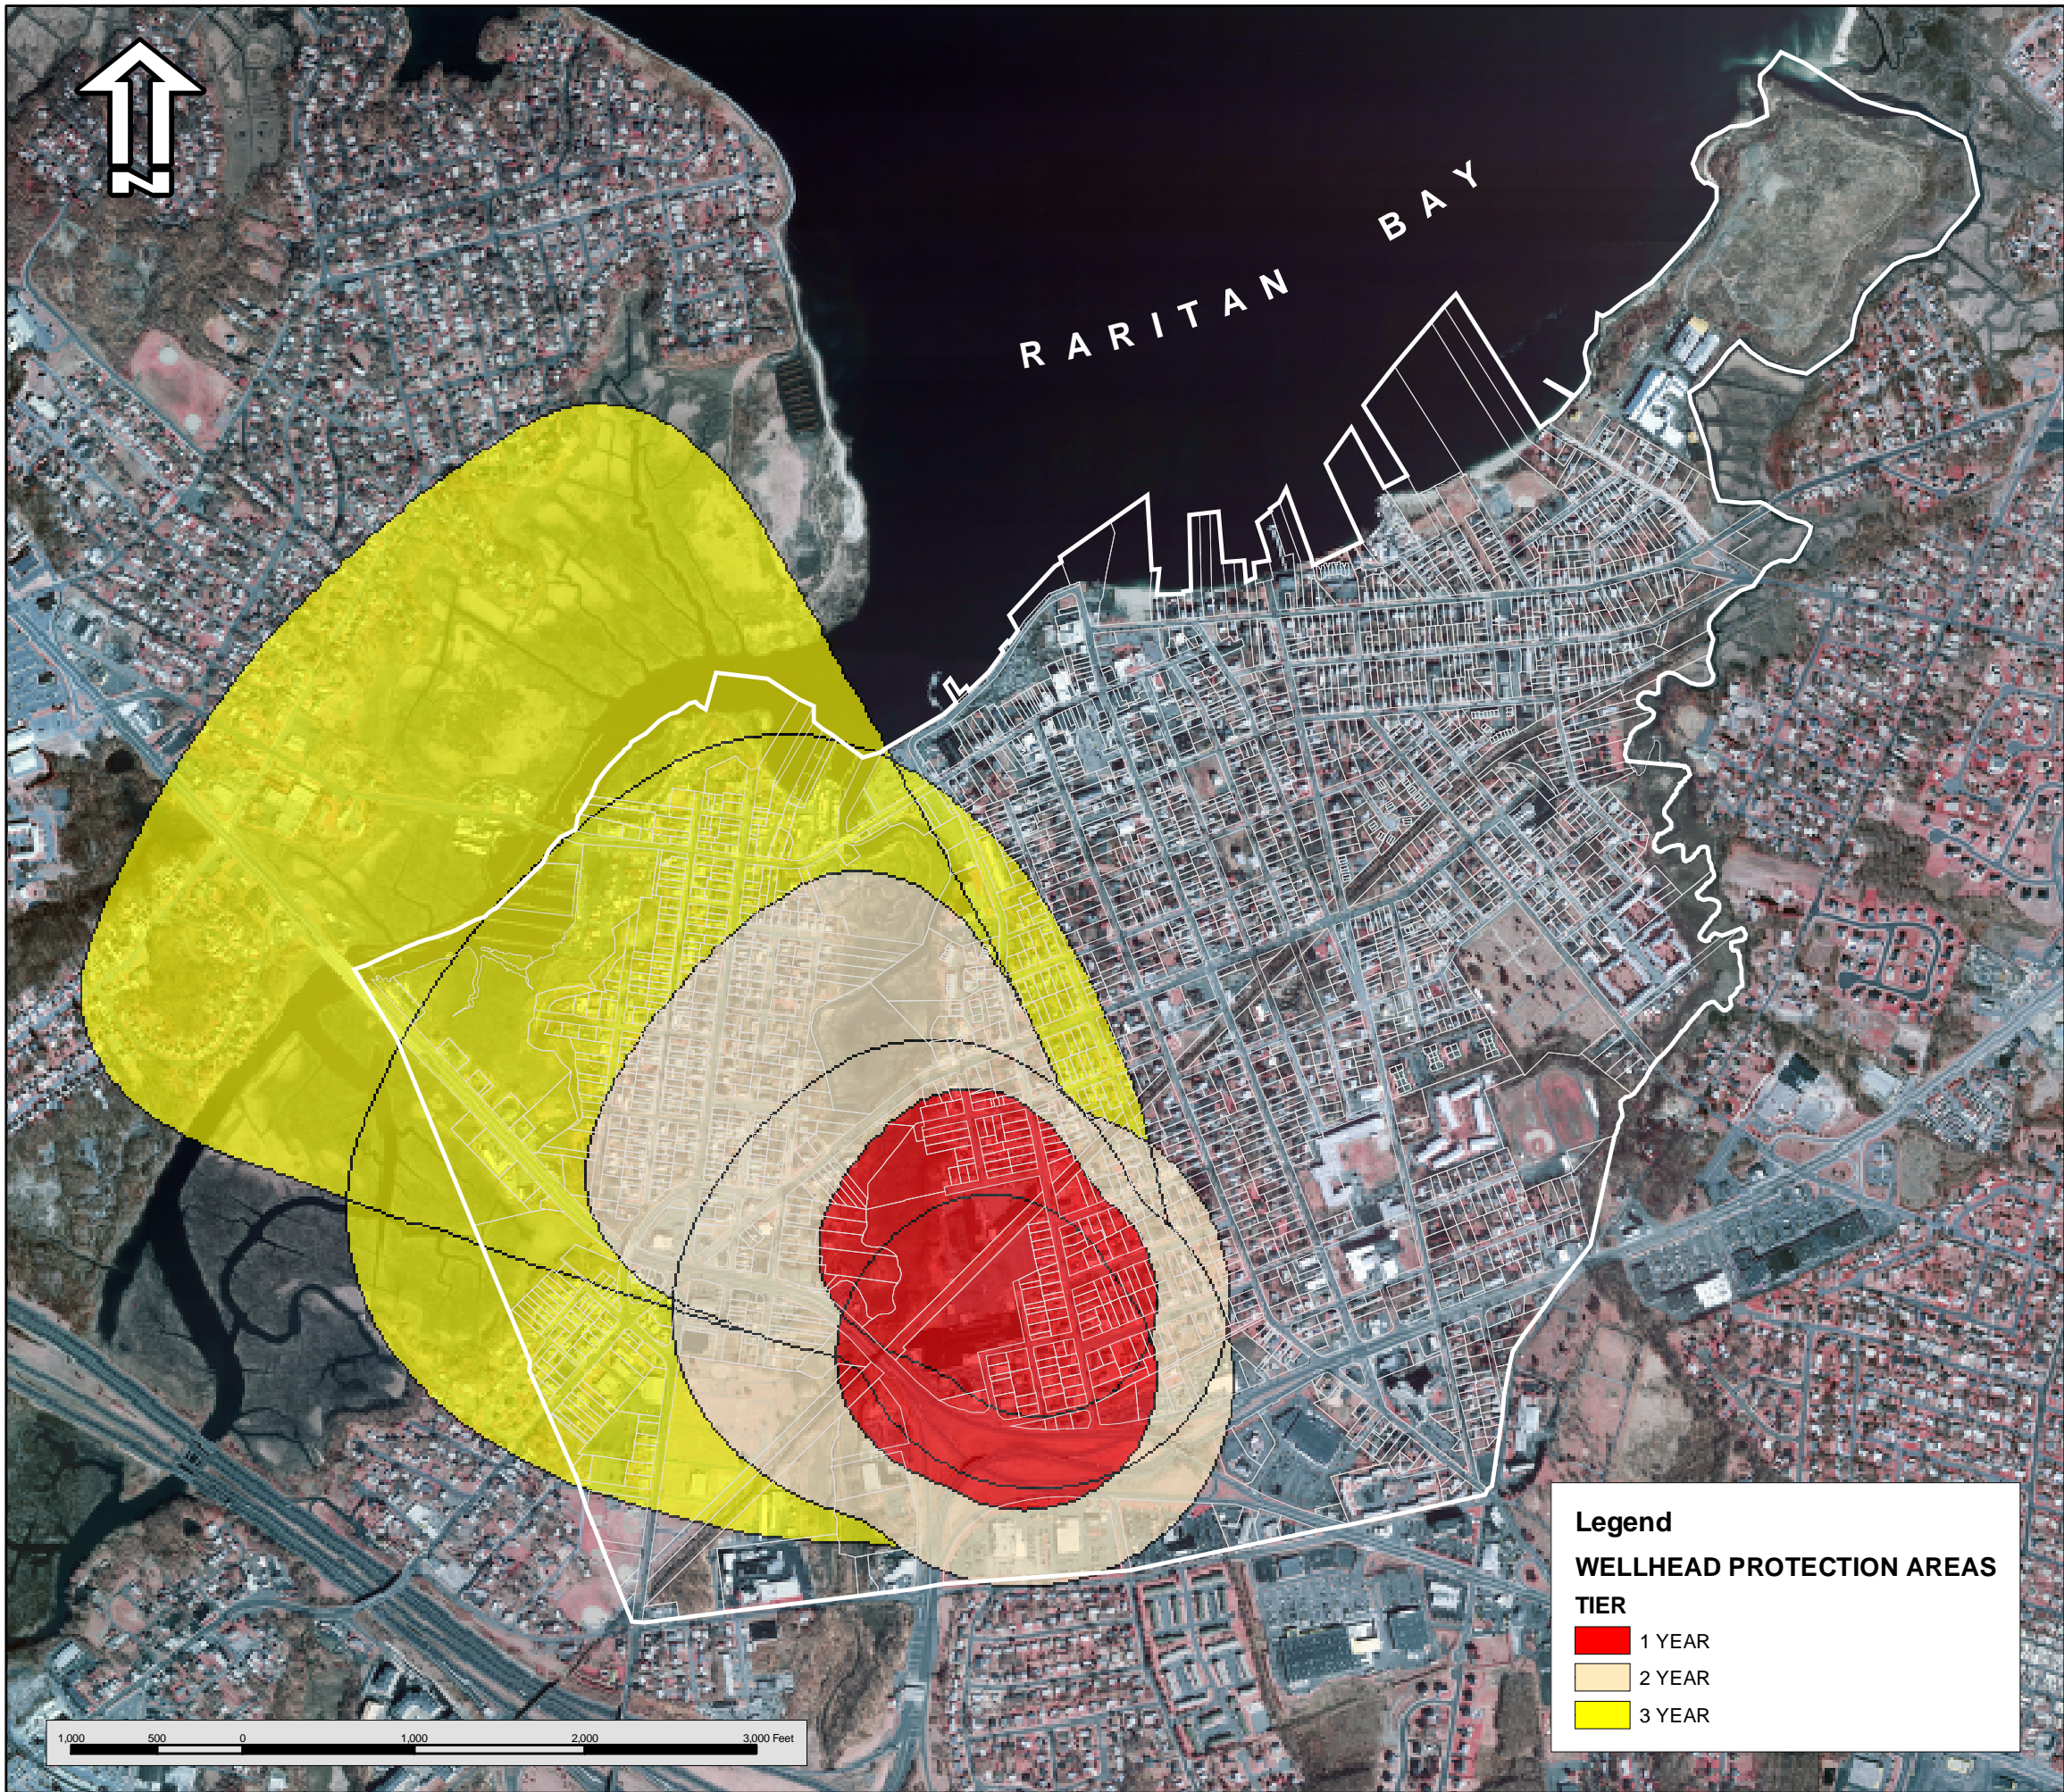 N
RARITAN BAY
Legend
WELLHEAD PROTECTION AREAS
TIER
1 YEAR
2 YEAR
3 YEAR
1,000 500 0 1,000 2,000 3,000 Feet